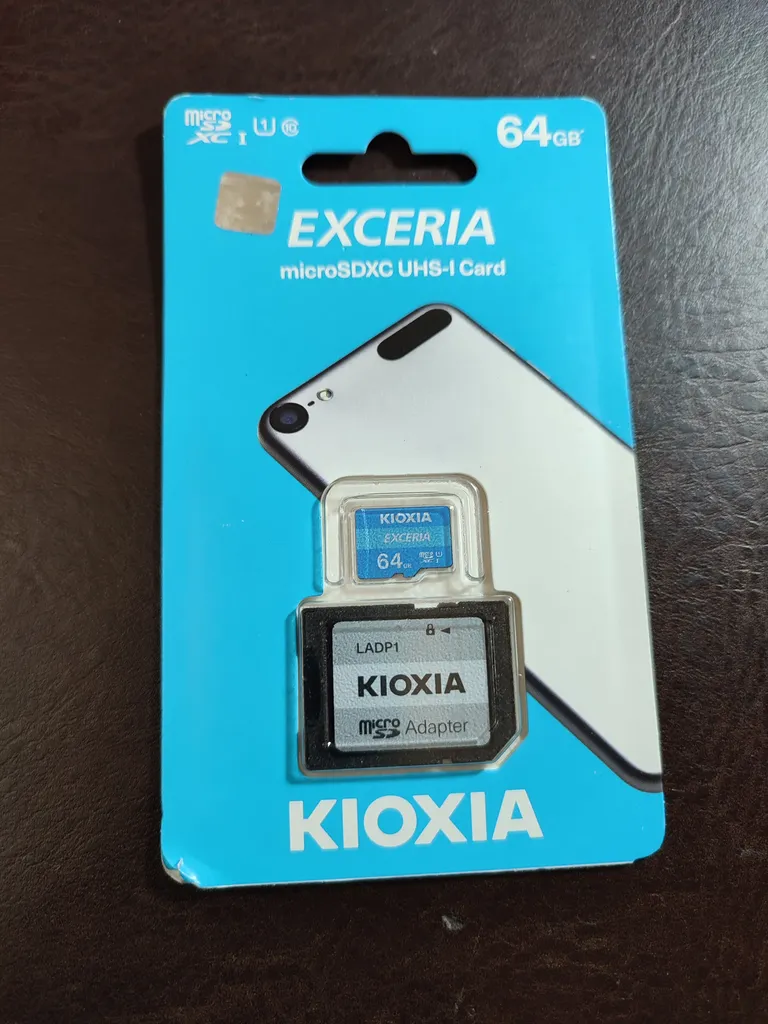 micro
SD
XC I U1 10
64GB*
EXCERIA
microSDXC UHS-I Card
KIOXIA
EXCERIA
64GB
micro SD XC I U1
LADP1
KIOXIA
micro SD Adapter
KIOXIA